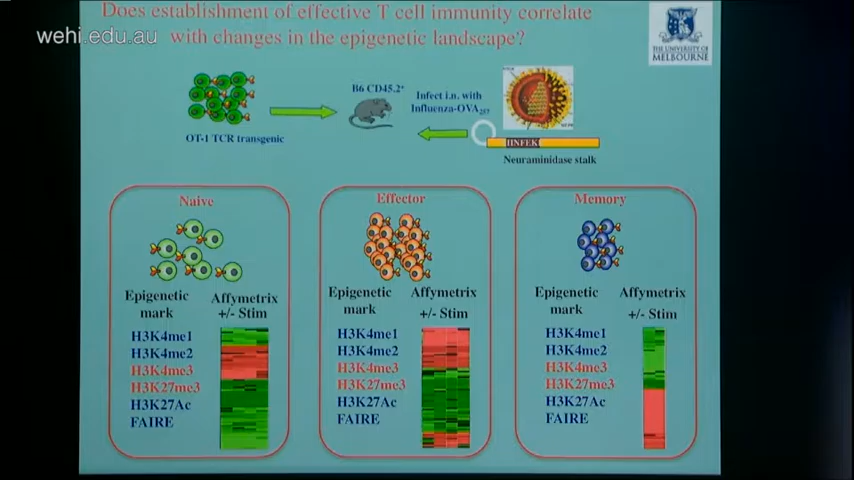 Does establishment of effective T cell immunity correlate
with changes in the epigenetic landscape?
wehi.edu.au
THE UNIVERSITY OF
MELBOURNE
B6 CD45.2+
Infect i.n. with
Influenza-OVA257
OT-1 TCR transgenic
Neuraminidase stalk
Naive
Epigenetic
mark
Affymetrix
+/- Stim
H3K4me1
H3K4me2
H3K4me3
H3K27me3
H3K27Ac
FAIRE
Effector
Epigenetic
mark
Affymetrix
+/- Stim
H3K4me1
H3K4me2
H3K4me3
H3K27me3
H3K27Ac
FAIRE
Memory
Epigenetic
mark
Affymetrix
+/- Stim
H3K4me1
H3K4me2
H3K4me3
H3K27me3
H3K27Ac
FAIRE